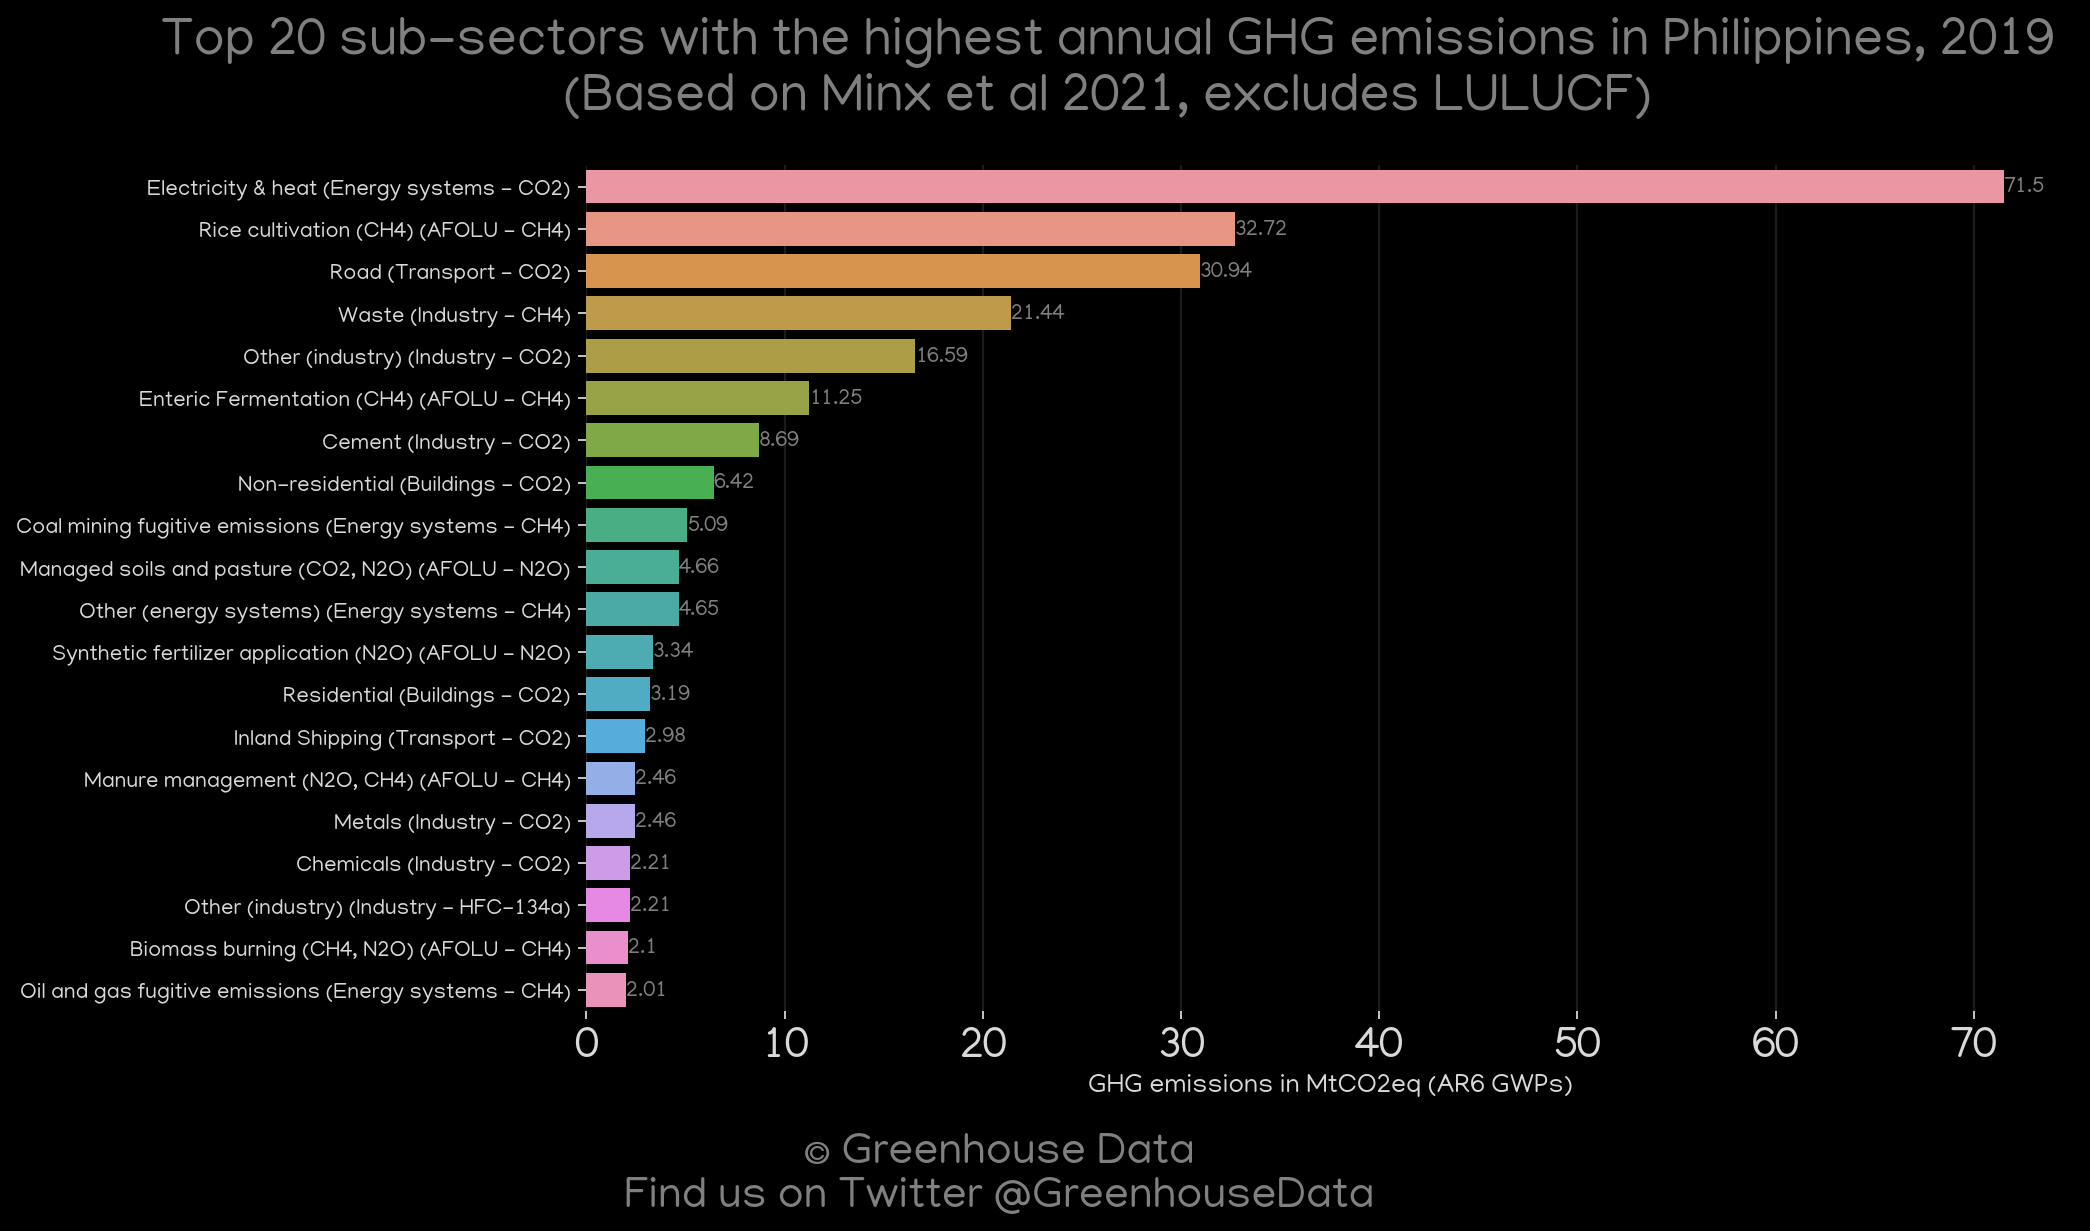 Top 20 sub-sectors with the highest annual GHG emissions in Philippines, 2019
(Based on Minx et al 2021, excludes LULUCF)
Electricity & heat (Energy systems - CO2) 71.5
Rice cultivation (CH4) (AFOLU - CH4) 32.72
Road (Transport - CO2) 30.94
Waste (Industry - CH4) 21.44
Other (industry) (Industry - CO2) 16.59
Enteric Fermentation (CH4) (AFOLU - CH4) 11.25
Cement (Industry - CO2) 8.69
Non-residential (Buildings - CO2) 6.42
Coal mining fugitive emissions (Energy systems - CH4) 5.09
Managed soils and pasture (CO2, N2O) (AFOLU - N2O) 4.66
Other (energy systems) (Energy systems - CH4) 4.65
Synthetic fertilizer application (N2O) (AFOLU - N2O) 3.34
Residential (Buildings - CO2) 3.19
Inland Shipping (Transport - CO2) 2.98
Manure management (N2O, CH4) (AFOLU - CH4) 2.46
Metals (Industry - CO2) 2.46
Chemicals (Industry - CO2) 2.21
Other (industry) (Industry - HFC-134a) 2.21
Biomass burning (CH4, N2O) (AFOLU - CH4) 2.1
Oil and gas fugitive emissions (Energy systems - CH4) 2.01
0 10 20 30 40 50 60 70
GHG emissions in MtCO2eq (AR6 GWPs)
© Greenhouse Data
Find us on Twitter @GreenhouseData